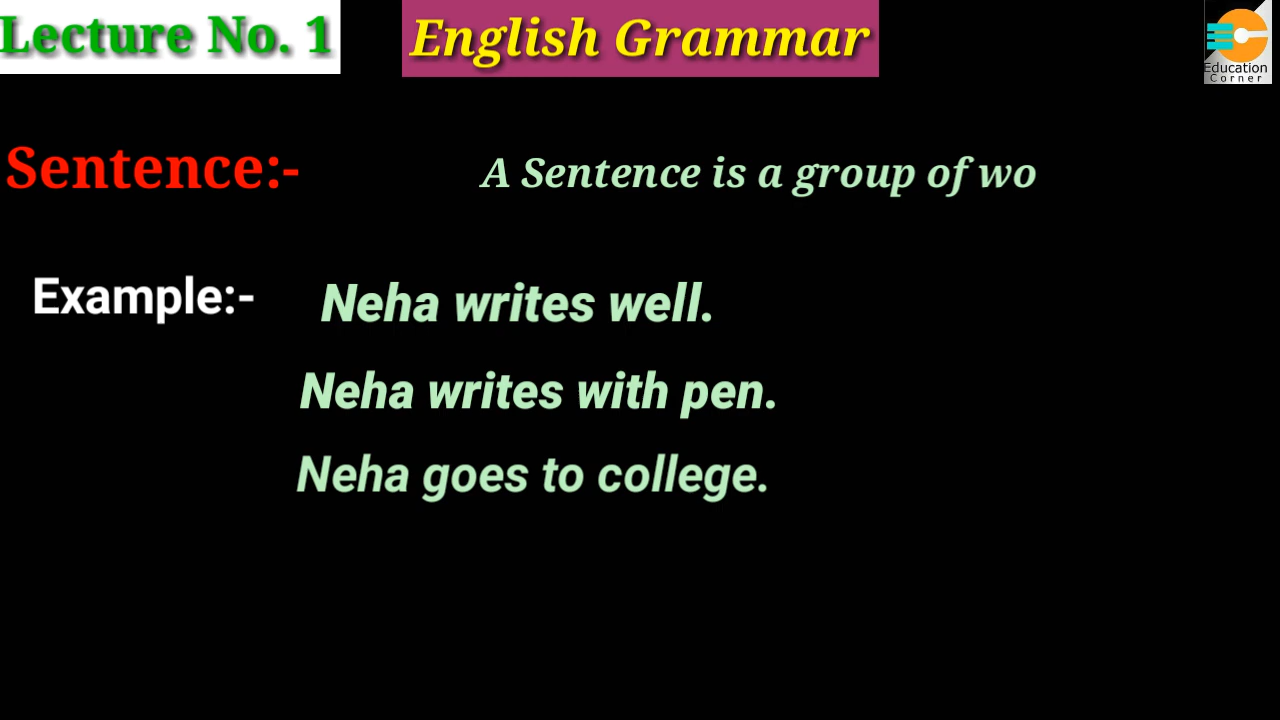 Lecture No. 1
English Grammar
Education
Corner
Sentence:-
A Sentence is a group of wo
Example:-
Neha writes well.
Neha writes with pen.
Neha goes to college.